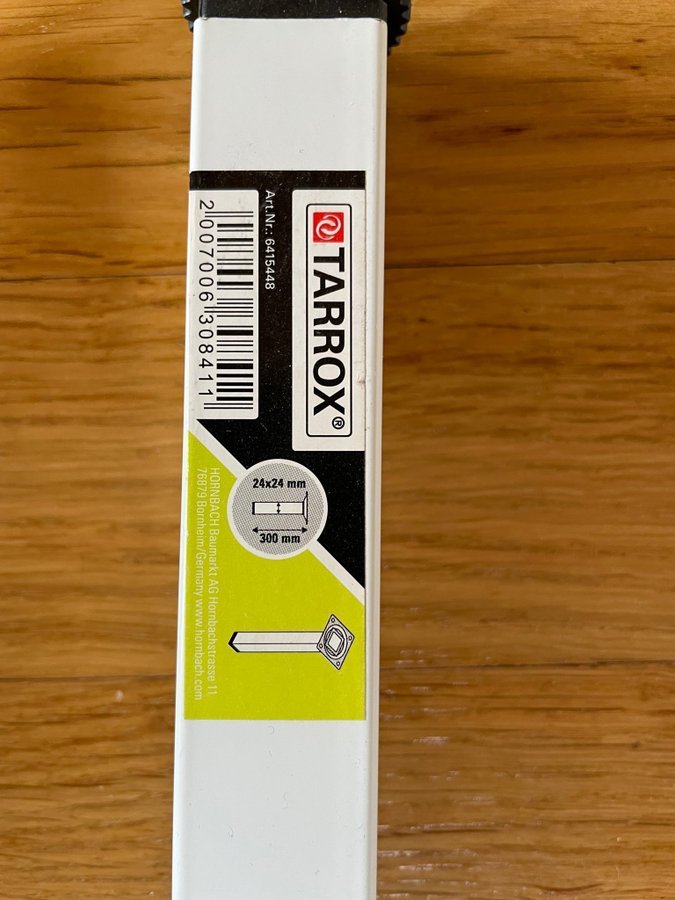 TARROX®
Art.Nr.: 6415448
2 007006 308411
24x24 mm
300 mm
HORNBACH Baumarkt AG Hornbachstrasse 11
76879 Bornheim/Germany www.hornbach.com